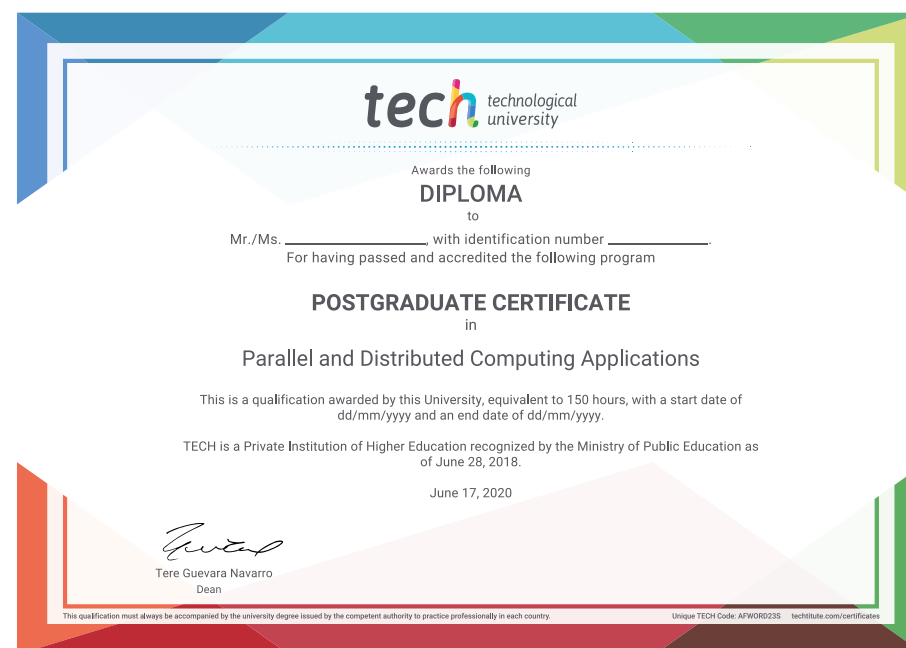 tech technological
university
Awards the following
DIPLOMA
to
Mr./Ms. ____________________, with identification number ______________.
For having passed and accredited the following program
POSTGRADUATE CERTIFICATE
in
Parallel and Distributed Computing Applications
This is a qualification awarded by this University, equivalent to 150 hours, with a start date of
dd/mm/yyyy and an end date of dd/mm/yyyy.
TECH is a Private Institution of Higher Education recognized by the Ministry of Public Education as
of June 28, 2018.
June 17, 2020
Tere Guevara Navarro
Dean
This qualification must always be accompanied by the university degree issued by the competent authority to practice professionally in each country.
Unique TECH Code: AFWORD23S techtitute.com/certificates